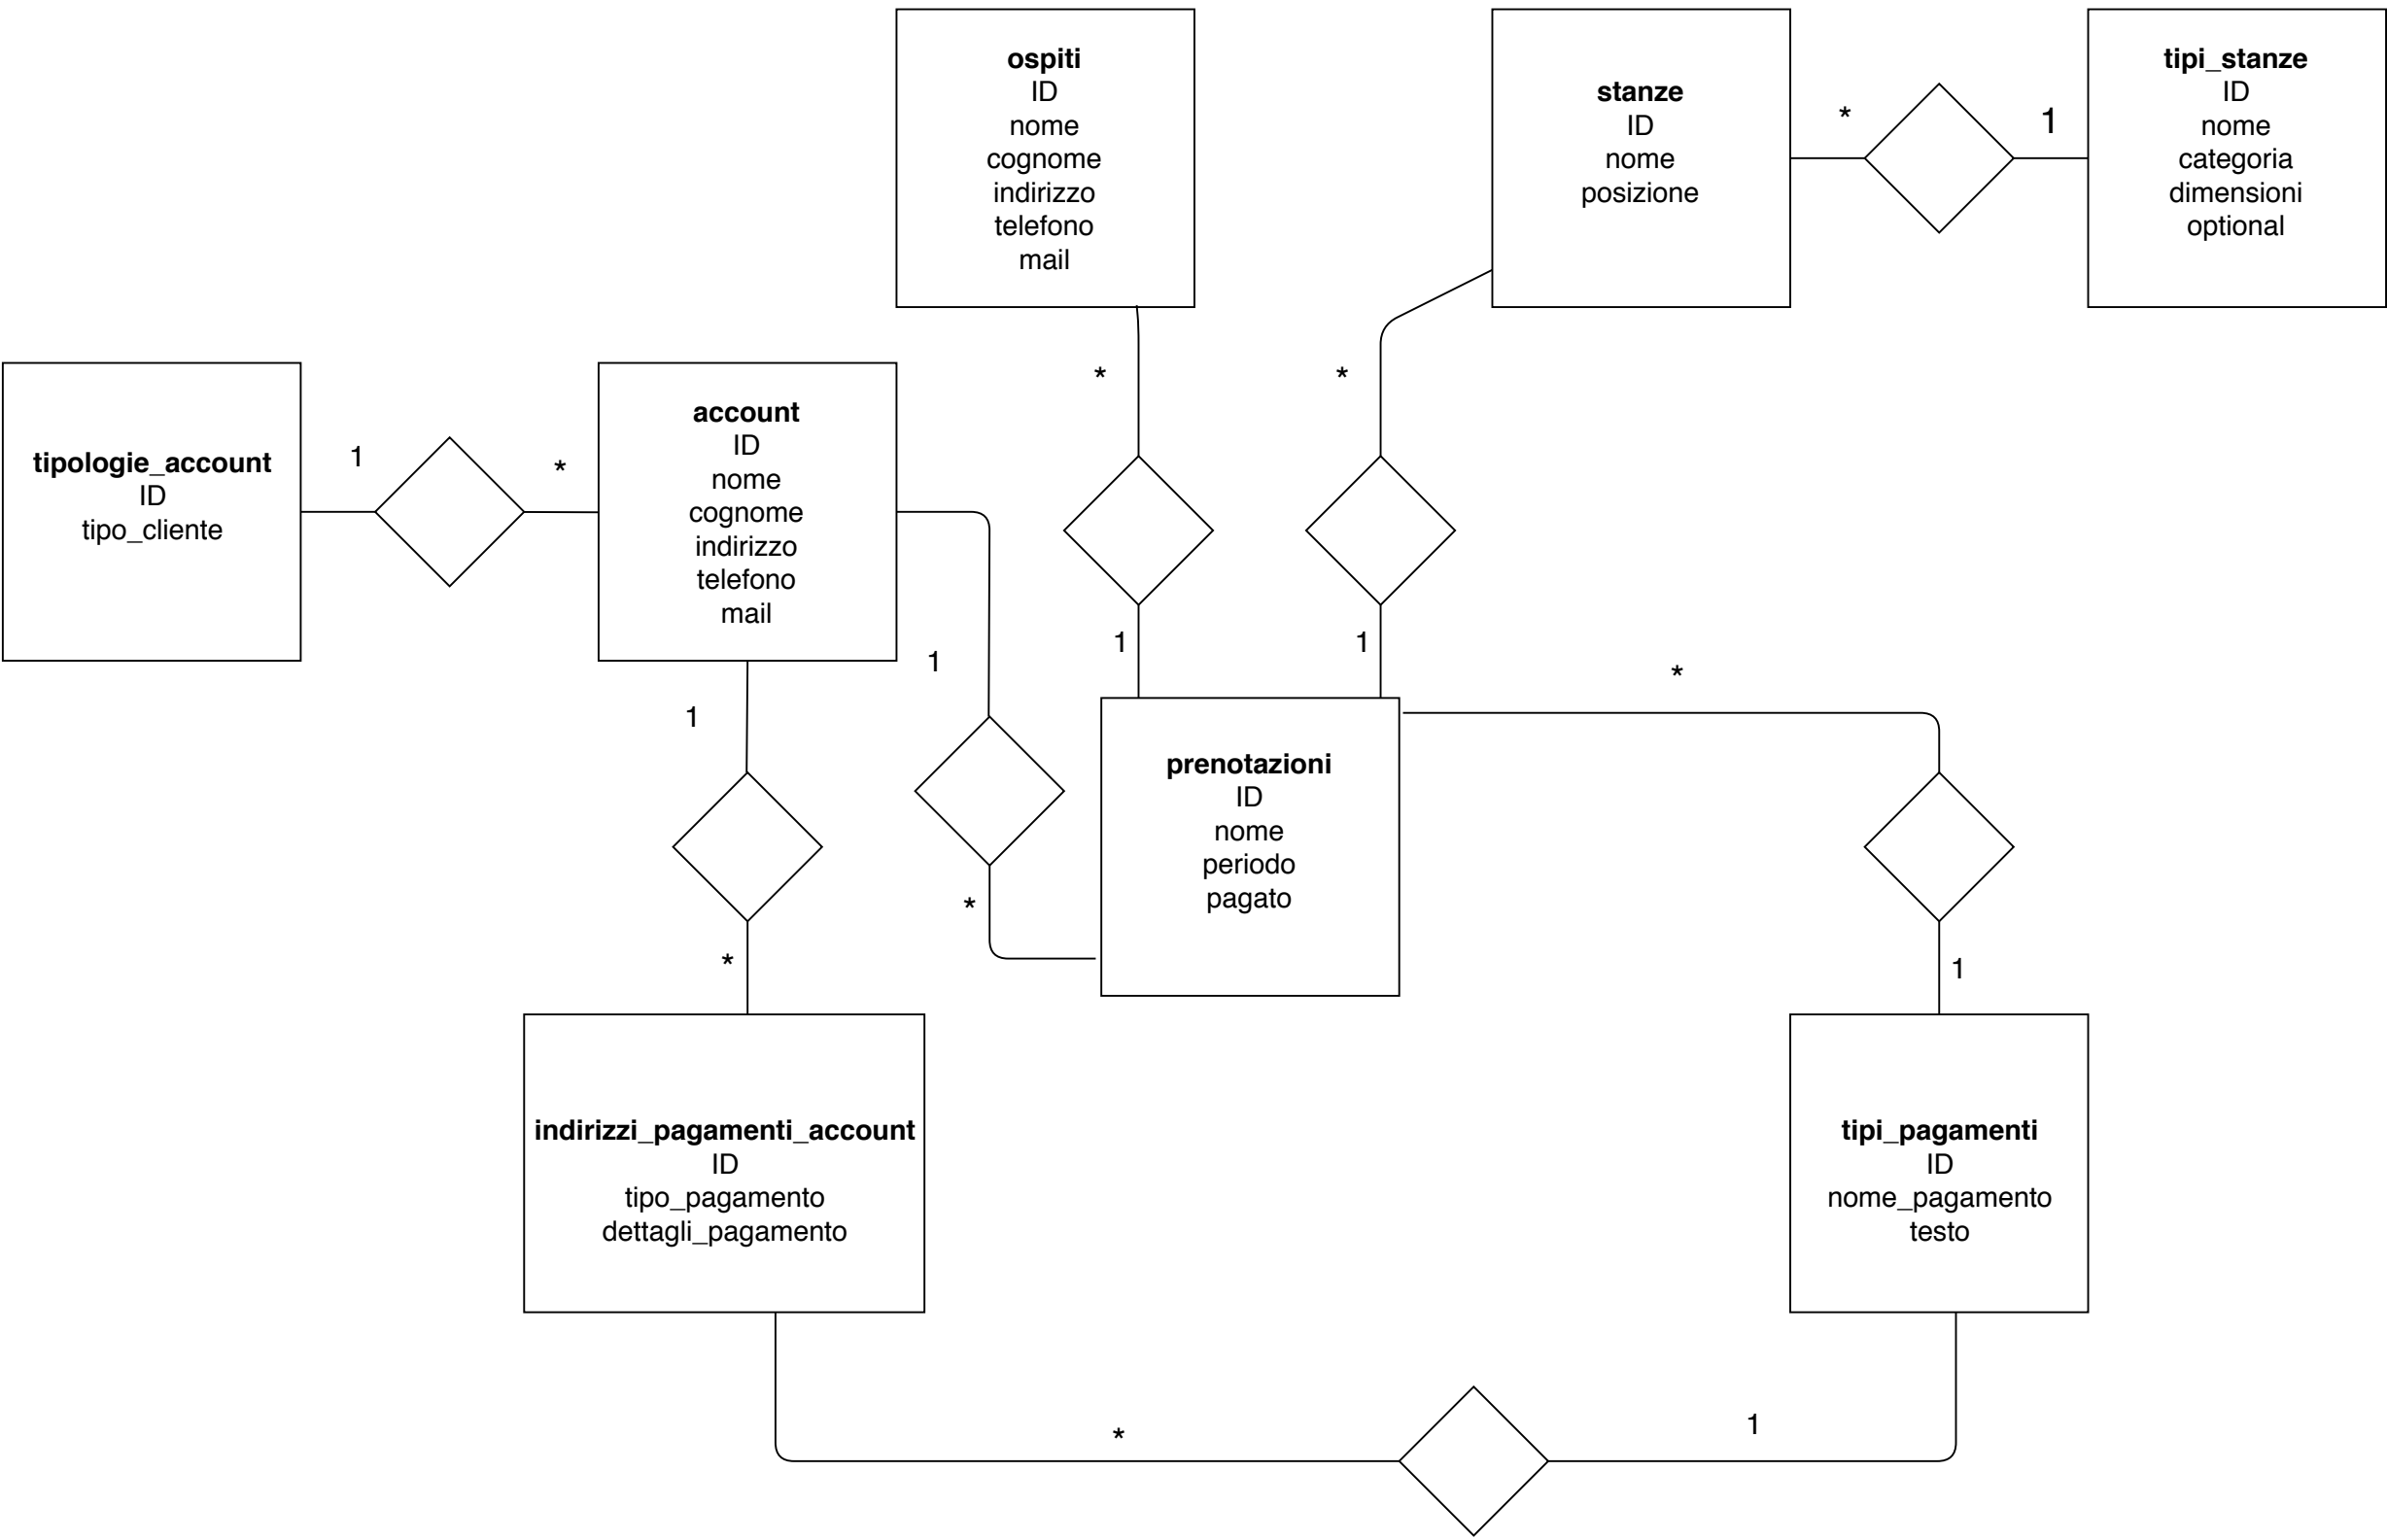 ospiti
ID
nome
cognome
indirizzo
telefono
mail
stanze
ID
nome
posizione
*
1
tipi_stanze
ID
nome
categoria
dimensioni
optional
*
*
tipologie_account
ID
tipo_cliente
1
*
account
ID
nome
cognome
indirizzo
telefono
mail
1
1
1
1
*
*
*
prenotazioni
ID
nome
periodo
pagato
1
indirizzi_pagamenti_account
ID
tipo_pagamento
dettagli_pagamento
tipi_pagamenti
ID
nome_pagamento
testo
*
1